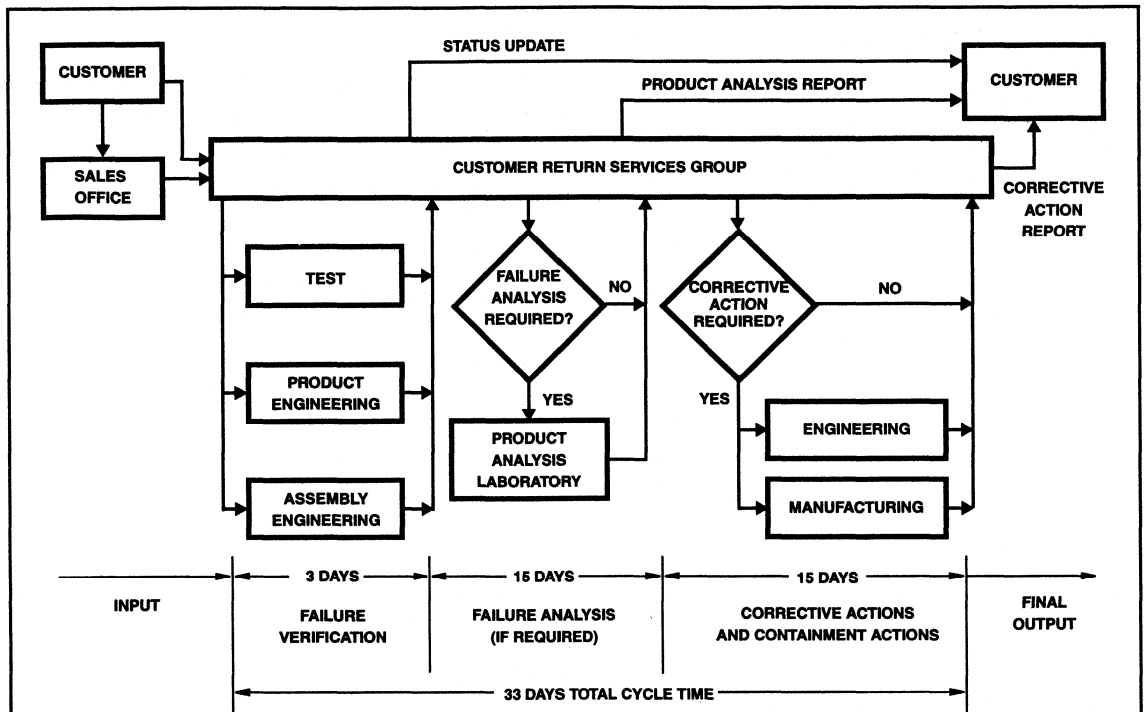 STATUS UPDATE
CUSTOMER
CUSTOMER
PRODUCT ANALYSIS REPORT
CUSTOMER RETURN SERVICES GROUP
SALES
OFFICE
CORRECTIVE
ACTION
REPORT
TEST
FAILURE
ANALYSIS
REQUIRED?
NO
CORRECTIVE
ACTION
REQUIRED?
NO
PRODUCT
ENGINEERING
YES
YES
PRODUCT
ANALYSIS
LABORATORY
ENGINEERING
ASSEMBLY
ENGINEERING
MANUFACTURING
3 DAYS
15 DAYS
15 DAYS
INPUT
FAILURE
VERIFICATION
FAILURE ANALYSIS
(IF REQUIRED)
CORRECTIVE ACTIONS
AND CONTAINMENT ACTIONS
FINAL
OUTPUT
33 DAYS TOTAL CYCLE TIME